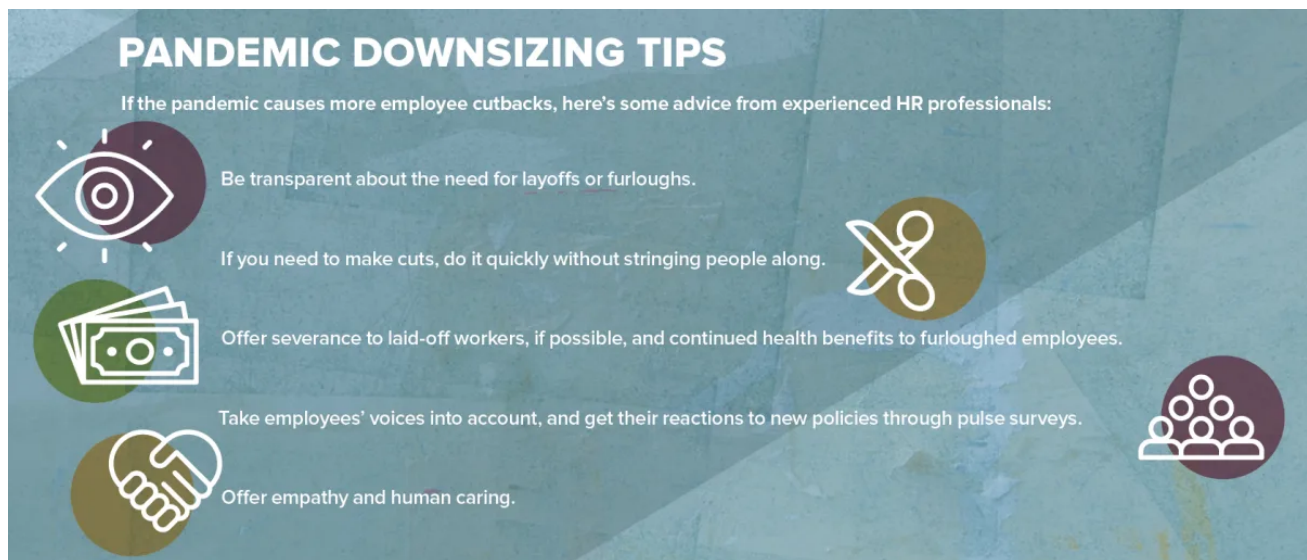 PANDEMIC DOWNSIZING TIPS
If the pandemic causes more employee cutbacks, here's some advice from experienced HR professionals:
Be transparent about the need for layoffs or furloughs.
If you need to make cuts, do it quickly without stringing people along.
Offer severance to laid-off workers, if possible, and continued health benefits to furloughed employees.
Take employees' voices into account, and get their reactions to new policies through pulse surveys.
Offer empathy and human caring.